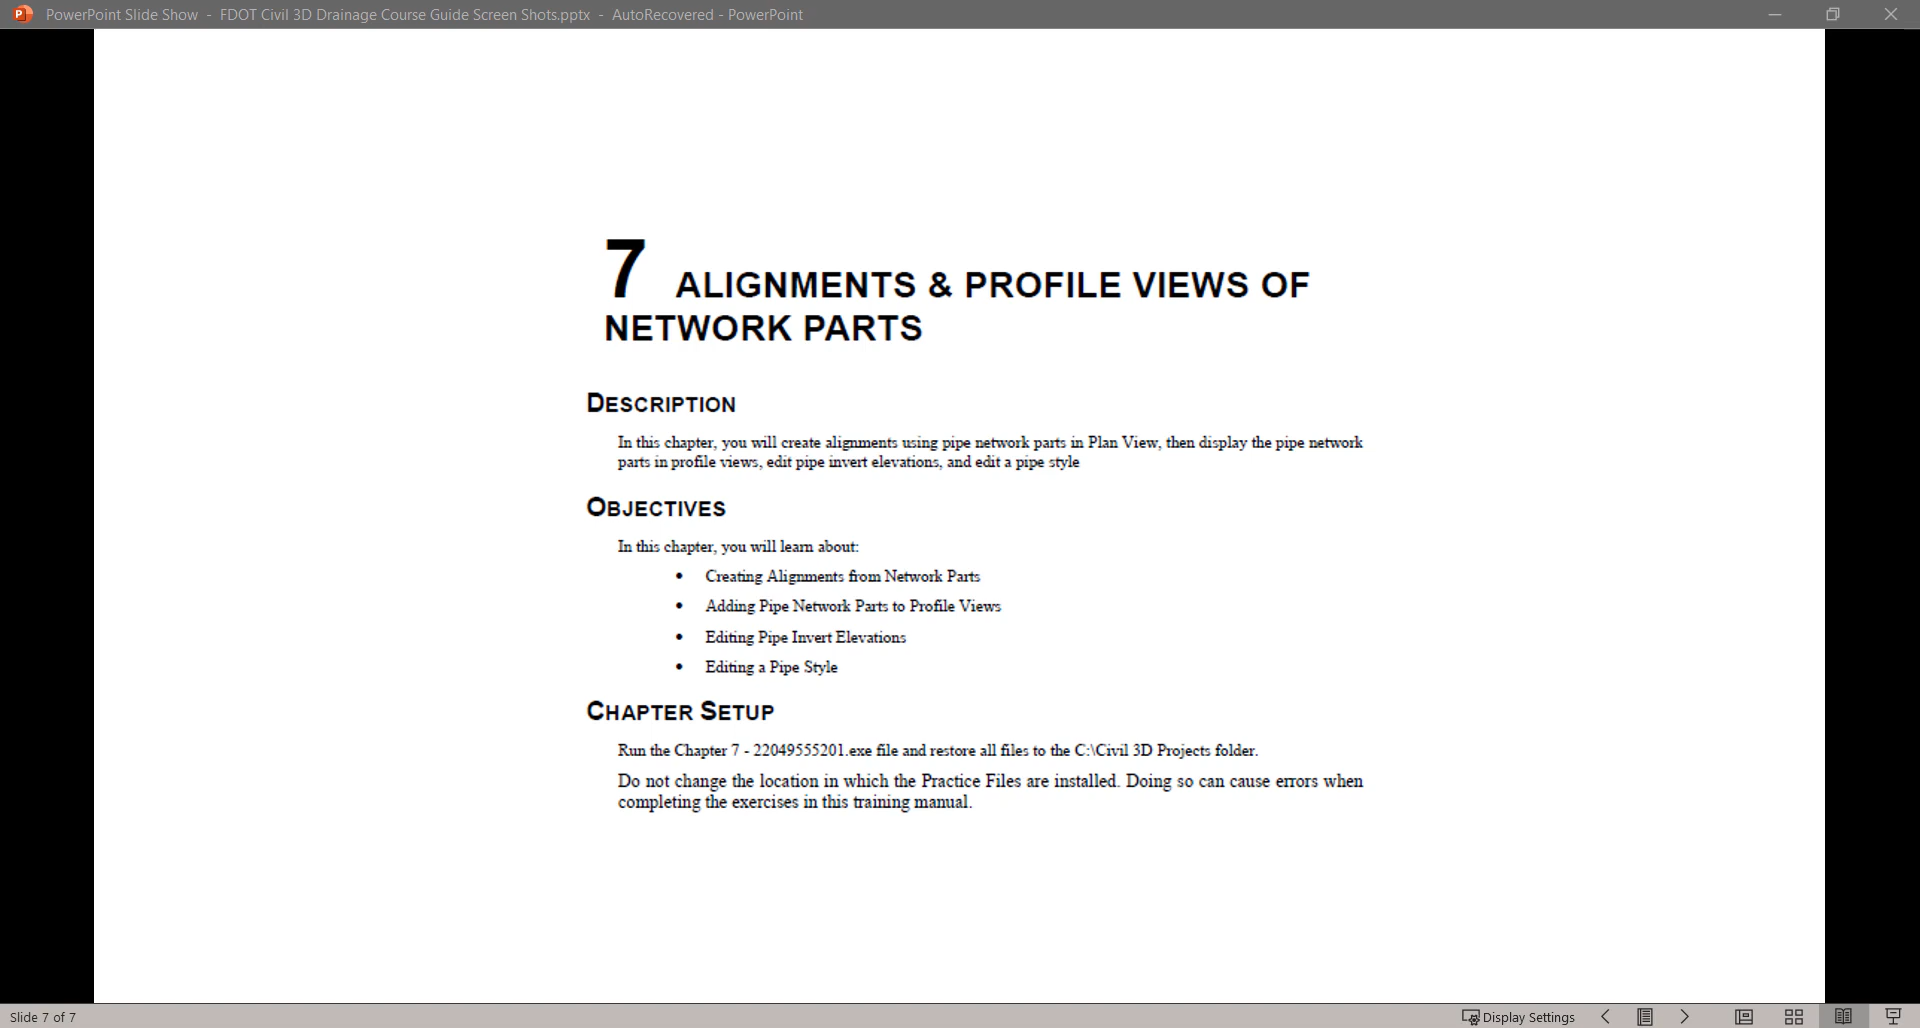 PowerPoint Slide Show - FDOT Civil 3D Drainage Course Guide Screen Shots.pptx - AutoRecovered - PowerPoint
7 ALIGNMENTS & PROFILE VIEWS OF
NETWORK PARTS
DESCRIPTION
In this chapter, you will create alignments using pipe network parts in Plan View, then display the pipe network
parts in profile views, edit pipe invert elevations, and edit a pipe style
OBJECTIVES
In this chapter, you will learn about:
• Creating Alignments from Network Parts
• Adding Pipe Network Parts to Profile Views
• Editing Pipe Invert Elevations
• Editing a Pipe Style
CHAPTER SETUP
Run the Chapter 7 - 22049555201.exe file and restore all files to the C:\Civil 3D Projects folder.
Do not change the location in which the Practice Files are installed. Doing so can cause errors when
completing the exercises in this training manual.
Slide 7 of 7
Display Settings